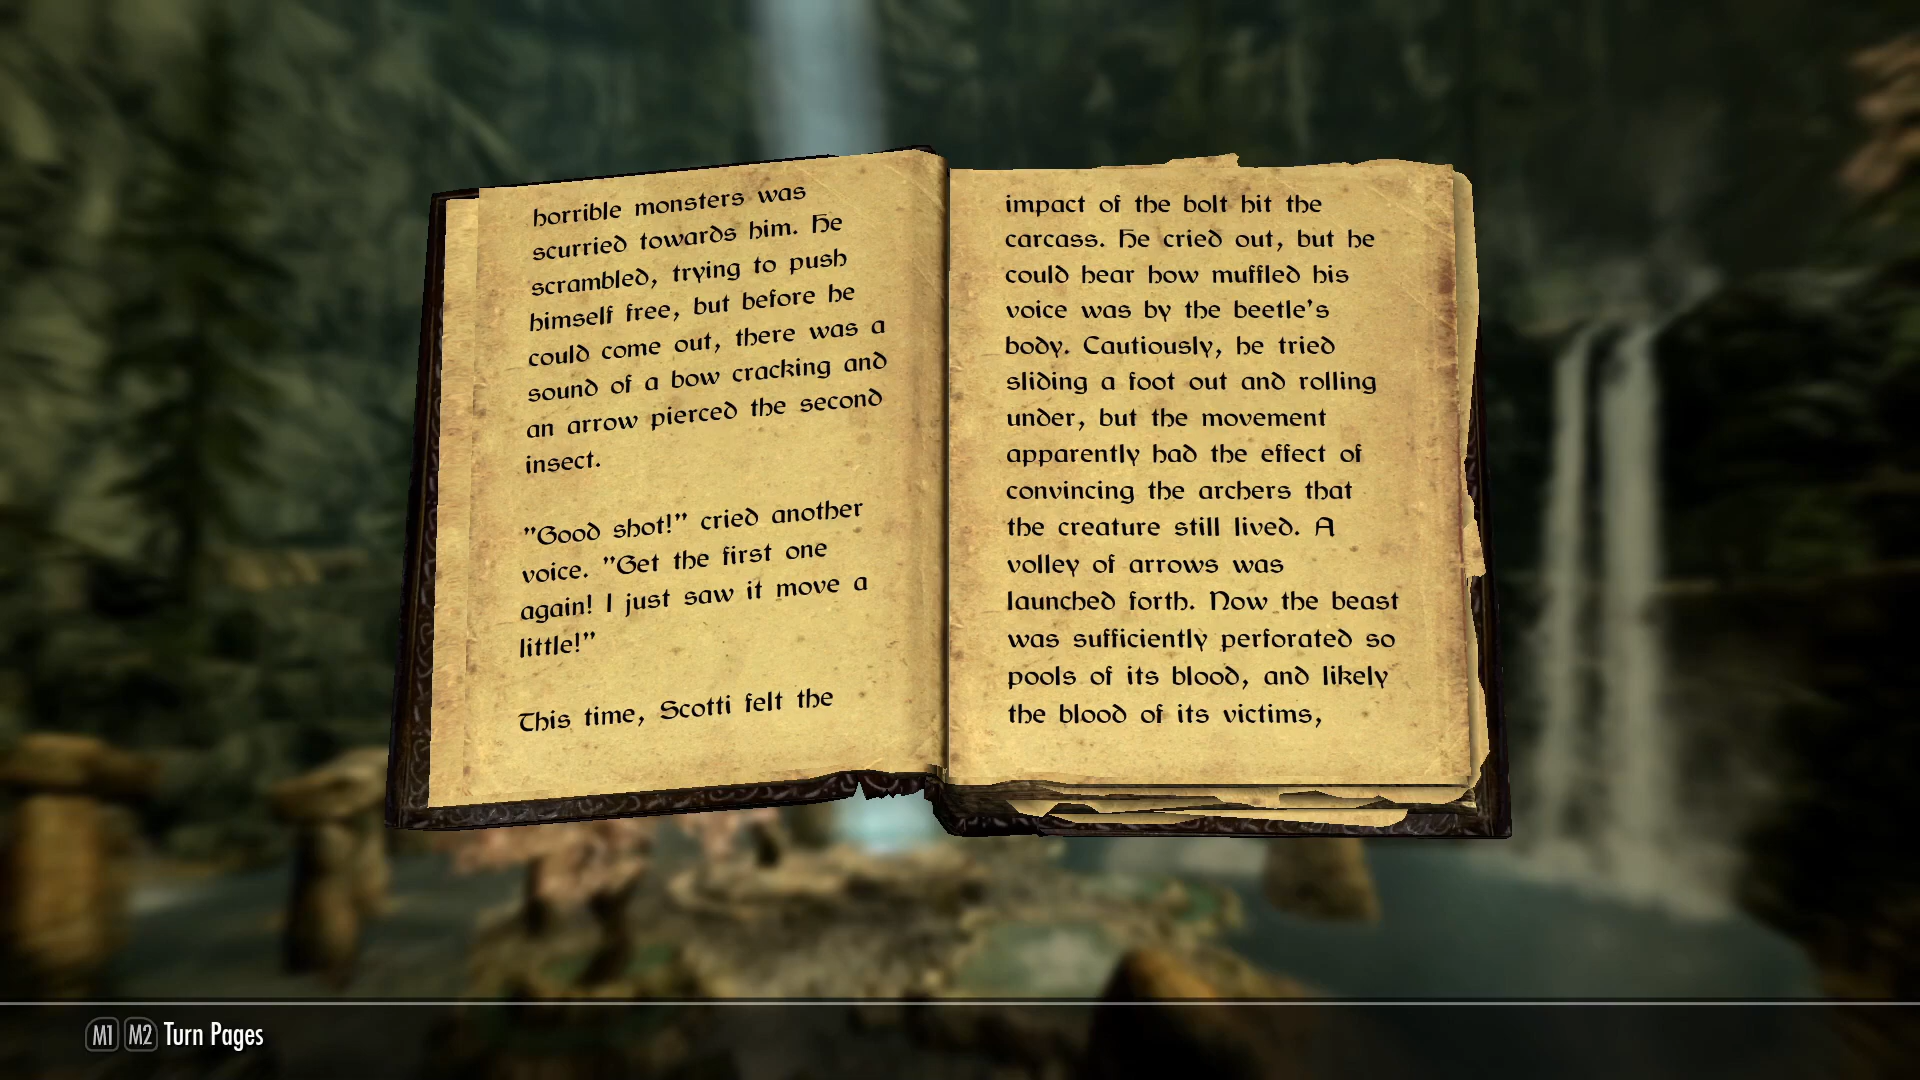 horrible monsters was
scurried towards him. He
scrambled, trying to push
himself free, but before he
could come out, there was a
sound of a bow cracking and
an arrow pierced the second
insect.
"Good shot!" cried another
voice. "Get the first one
again! I just saw it move a
little!"
This time, Scotti felt the
impact of the bolt hit the
carcass. He cried out, but he
could hear how muffled his
voice was by the beetle's
body. Cautiously, he tried
sliding a foot out and rolling
under, but the movement
apparently had the effect of
convincing the archers that
the creature still lived. A
volley of arrows was
launched forth. Now the beast
was sufficiently perforated so
pools of its blood, and likely
the blood of its victims,
M1 M2 Turn Pages